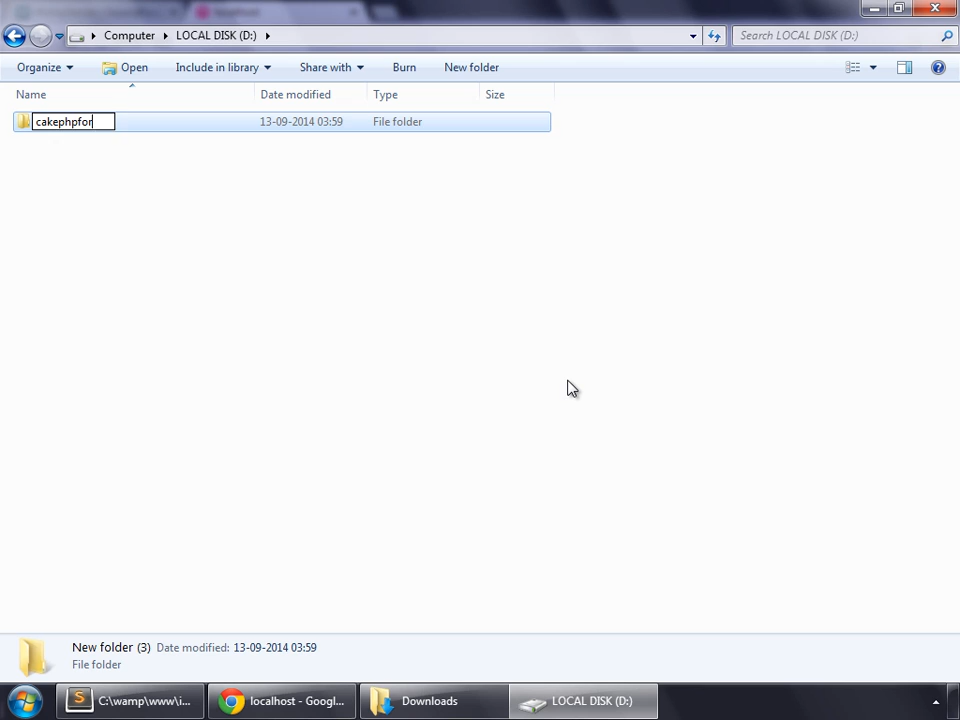 Computer LOCAL DISK (D:)
Search LOCAL DISK (D:)
Organize Open Include in library Share with Burn New folder
Name Date modified Type Size
cakephpfor 13-09-2014 03:59 File folder
New folder (3) Date modified: 13-09-2014 03:59
File folder
C:\wamp\www\i... localhost - Googl... Downloads LOCAL DISK (D:)